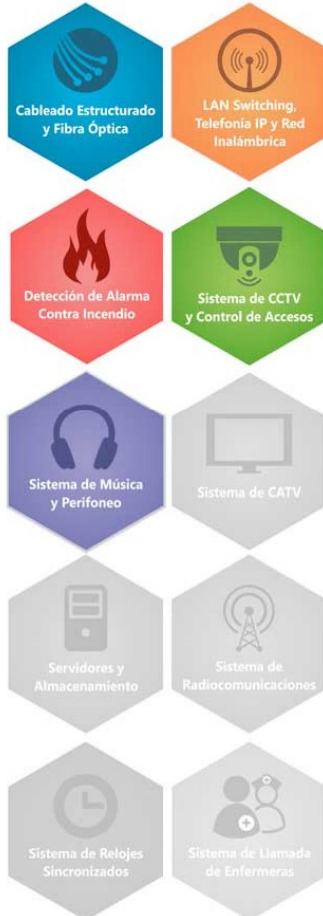 Cableado Estructurado
y Fibra Óptica
LAN Switching,
Telefonía IP y Red
Inalámbrica
Detección de Alarma
Contra Incendio
Sistema de CCTV
y Control de Accesos
Sistema de Música
y Perifoneo
Sistema de CATV
Servidores y
Almacenamiento
Sistema de
Radiocomunicaciones
Sistema de Relojes
Sincronizados
Sistema de Llamada
de Enfermeras